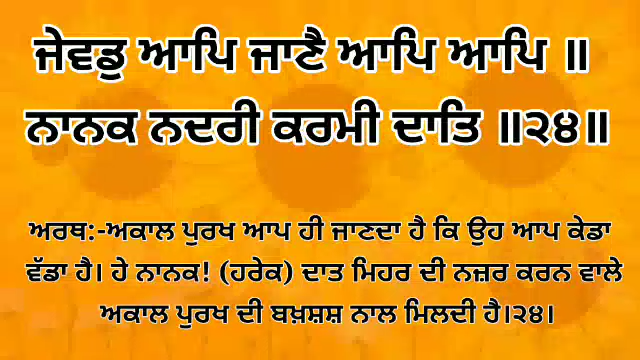 ਜੇਵਡੁ ਆਪਿ ਜਾਣੈ ਆਪਿ ਆਪਿ ॥
ਨਾਨਕ ਨਦਰੀ ਕਰਮੀ ਦਾਤਿ ॥੨੪॥
ਅਰਥ:-ਅਕਾਲ ਪੁਰਖ ਆਪ ਹੀ ਜਾਣਦਾ ਹੈ ਕਿ ਉਹ ਆਪ ਕੇਡਾ
ਵੱਡਾ ਹੈ। ਹੇ ਨਾਨਕ! (ਹਰੇਕ) ਦਾਤ ਮਿਹਰ ਦੀ ਨਜ਼ਰ ਕਰਨ ਵਾਲੇ
ਅਕਾਲ ਪੁਰਖ ਦੀ ਬਖ਼ਸ਼ਸ਼ ਨਾਲ ਮਿਲਦੀ ਹੈ।੨੪।